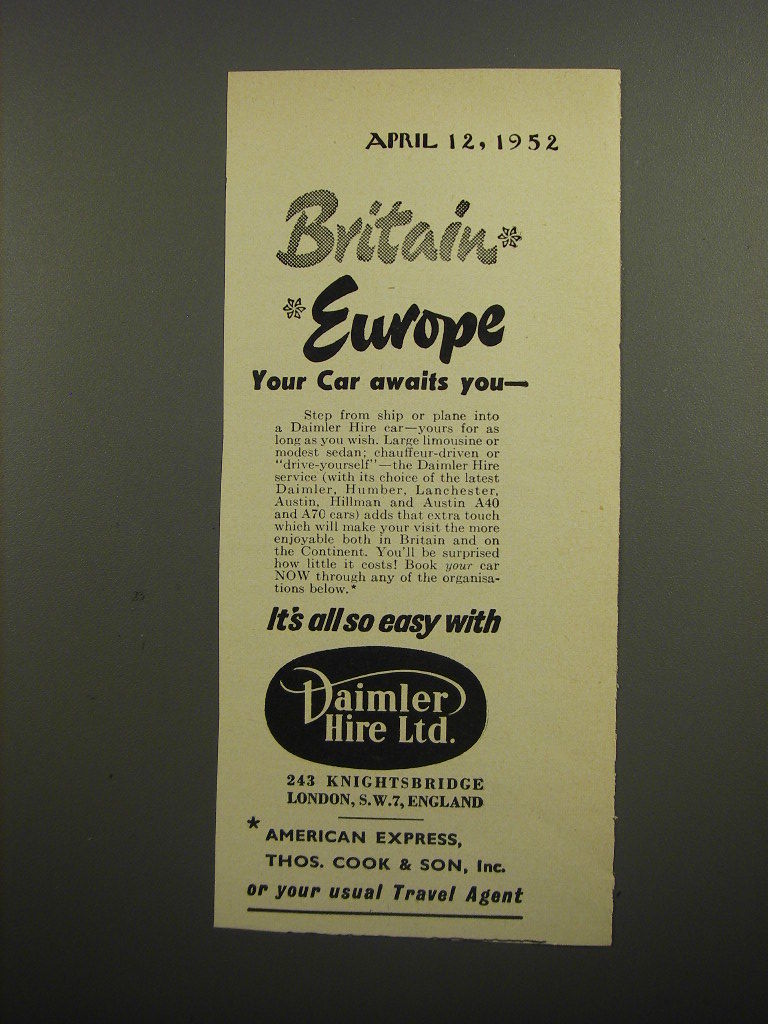 APRIL 12, 1952
Britain*
*Europe
Your Car awaits you—
Step from ship or plane into
a Daimler Hire car—yours for as
long as you wish. Large limousine or
modest sedan; chauffeur-driven or
"drive-yourself"—the Daimler Hire
service (with its choice of the latest
Daimler, Humber, Lanchester,
Austin, Hillman and Austin A40
and A70 cars) adds that extra touch
which will make your visit the more
enjoyable both in Britain and on
the Continent. You'll be surprised
how little it costs! Book your car
NOW through any of the organisa-
tions below.*
It's all so easy with
Daimler
Hire Ltd.
243 KNIGHTSBRIDGE
LONDON, S.W.7, ENGLAND
* AMERICAN EXPRESS,
THOS. COOK & SON, Inc.
or your usual Travel Agent